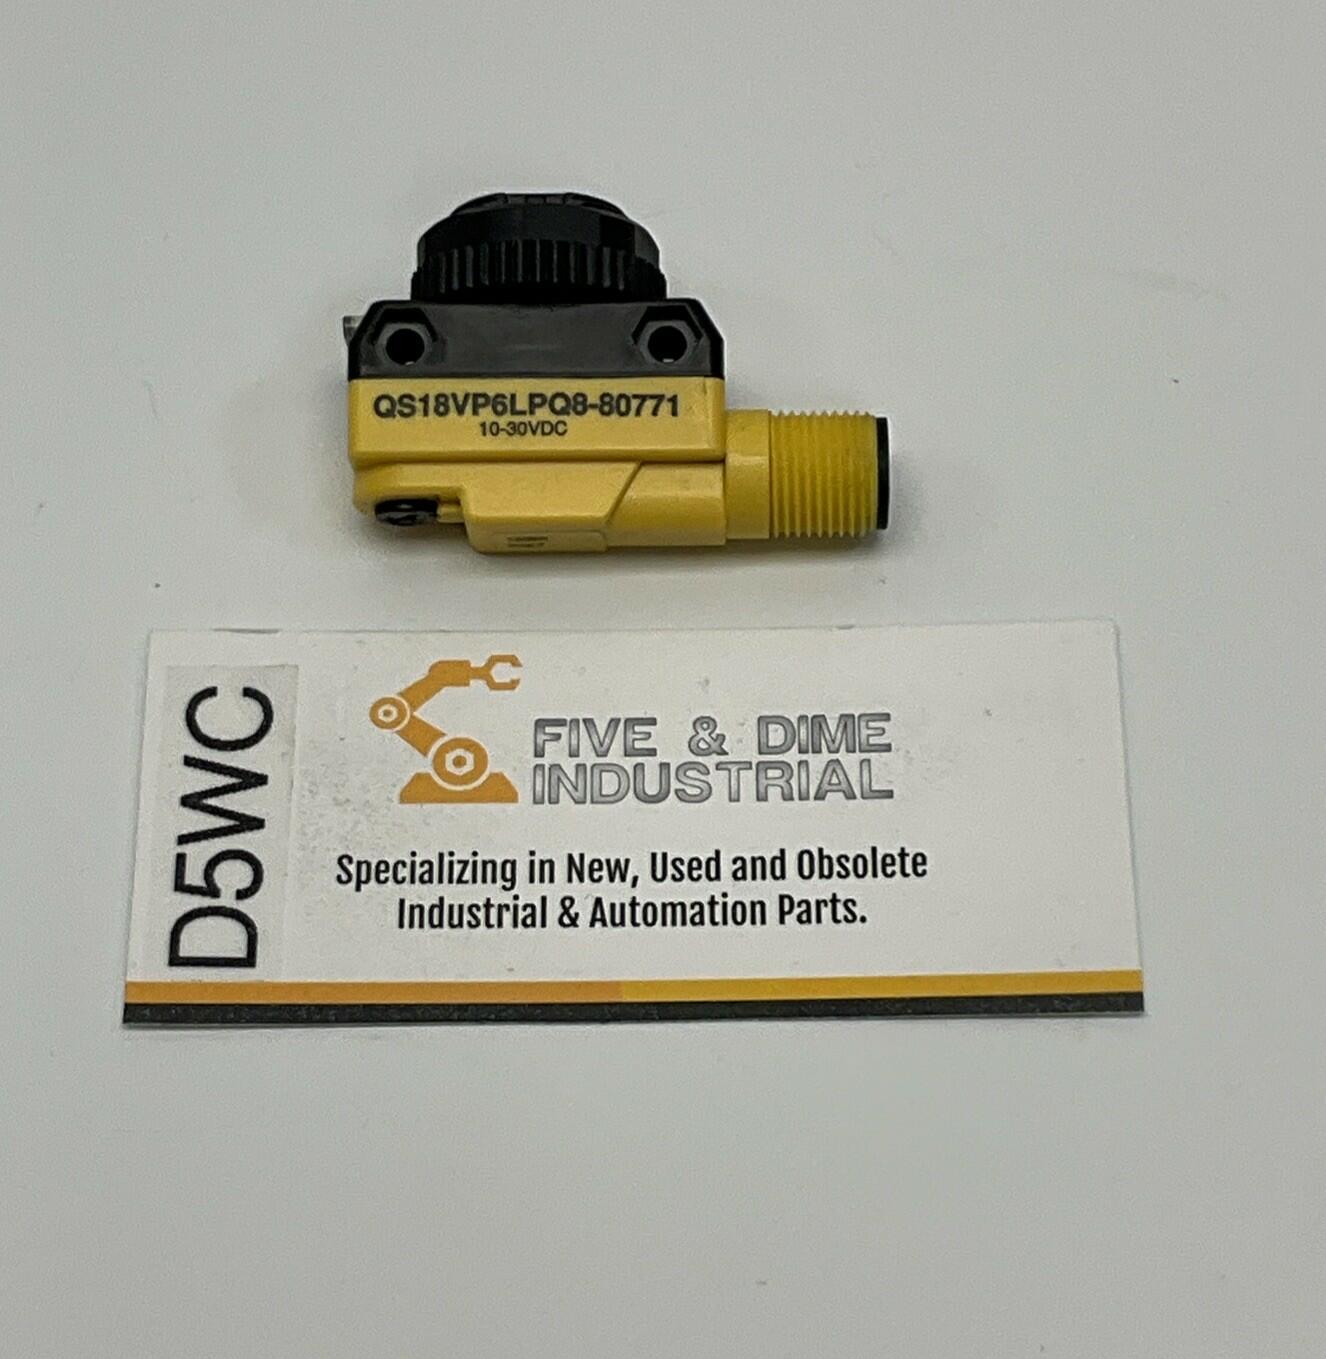 QS18VP6LPQ8-80771
10-30VDC
D5WC
FIVE & DIME
INDUSTRIAL
Specializing in New, Used and Obsolete
Industrial & Automation Parts.